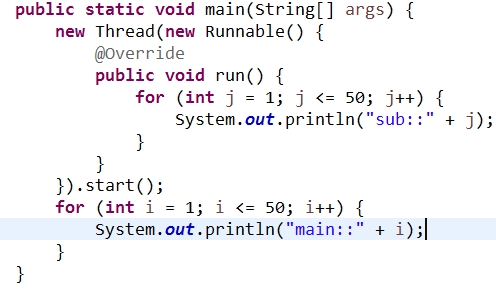 public static void main(String[] args) {
    new Thread(new Runnable() {
        @Override
        public void run() {
            for (int j = 1; j <= 50; j++) {
                System.out.println("sub::" + j);
            }
        }
    }).start();
    for (int i = 1; i <= 50; i++) {
        System.out.println("main::" + i);
    }
}